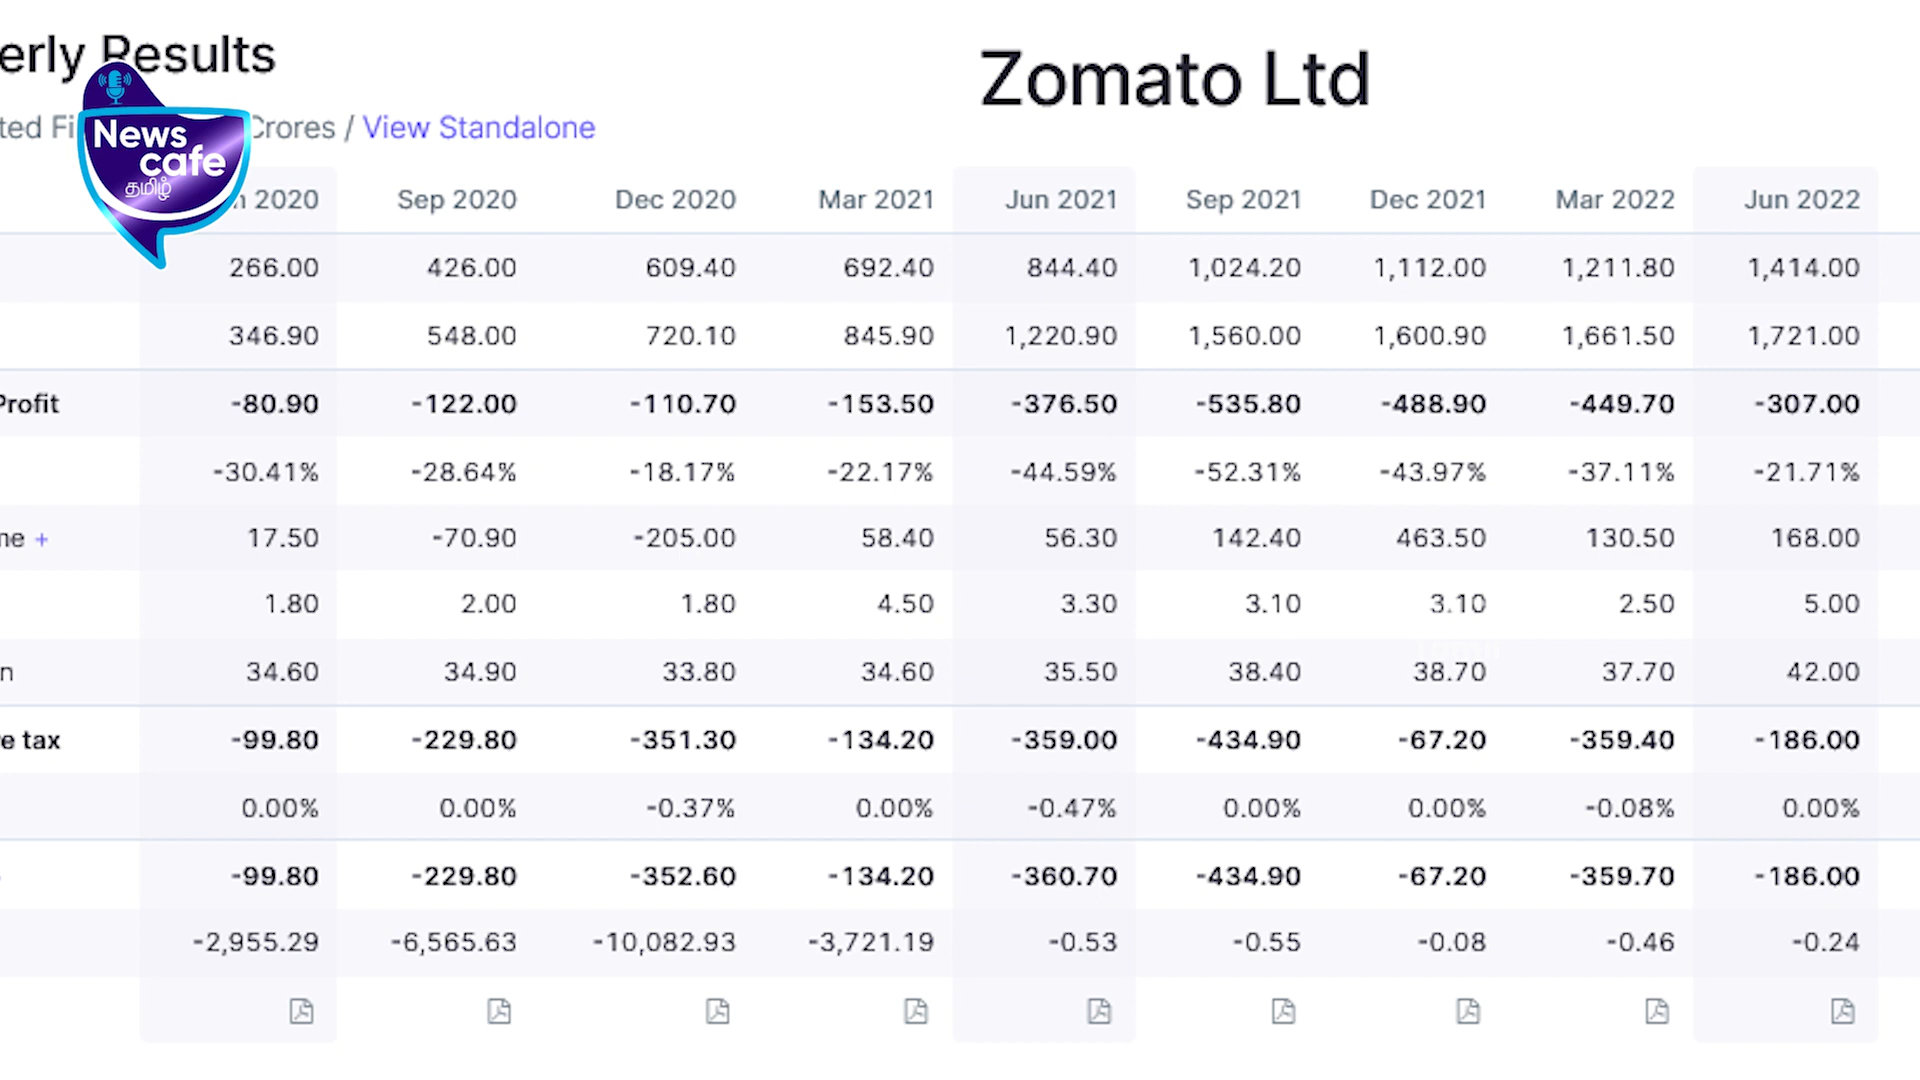 erly Results
Zomato Ltd
ted Fi Crores / View Standalone
News
cafe
தமிழ்
n 2020 Sep 2020 Dec 2020 Mar 2021 Jun 2021 Sep 2021 Dec 2021 Mar 2022 Jun 2022
266.00 426.00 609.40 692.40 844.40 1,024.20 1,112.00 1,211.80 1,414.00
346.90 548.00 720.10 845.90 1,220.90 1,560.00 1,600.90 1,661.50 1,721.00
Profit -80.90 -122.00 -110.70 -153.50 -376.50 -535.80 -488.90 -449.70 -307.00
-30.41% -28.64% -18.17% -22.17% -44.59% -52.31% -43.97% -37.11% -21.71%
ne + 17.50 -70.90 -205.00 58.40 56.30 142.40 463.50 130.50 168.00
1.80 2.00 1.80 4.50 3.30 3.10 3.10 2.50 5.00
n 34.60 34.90 33.80 34.60 35.50 38.40 38.70 37.70 42.00
e tax -99.80 -229.80 -351.30 -134.20 -359.00 -434.90 -67.20 -359.40 -186.00
0.00% 0.00% -0.37% 0.00% -0.47% 0.00% 0.00% -0.08% 0.00%
-99.80 -229.80 -352.60 -134.20 -360.70 -434.90 -67.20 -359.70 -186.00
-2,955.29 -6,565.63 -10,082.93 -3,721.19 -0.53 -0.55 -0.08 -0.46 -0.24